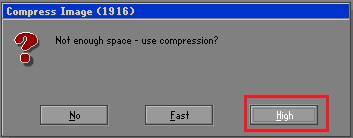 Compress Image (1916)
Not enough space - use compression?
No
Fast
High